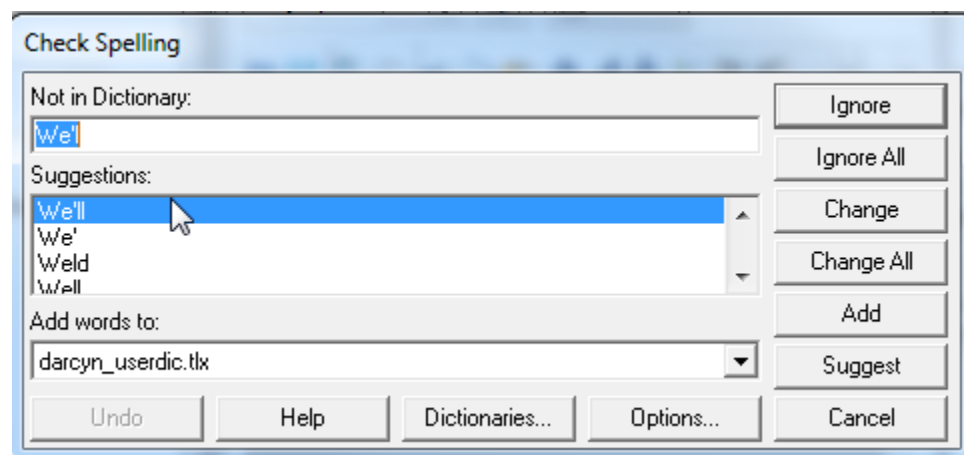 Check Spelling
Not in Dictionary:
We'l
Suggestions:
We'll
We'
Weld
Well
Add words to:
darcyn_userdic.tlx
Ignore
Ignore All
Change
Change All
Add
Suggest
Undo
Help
Dictionaries...
Options...
Cancel